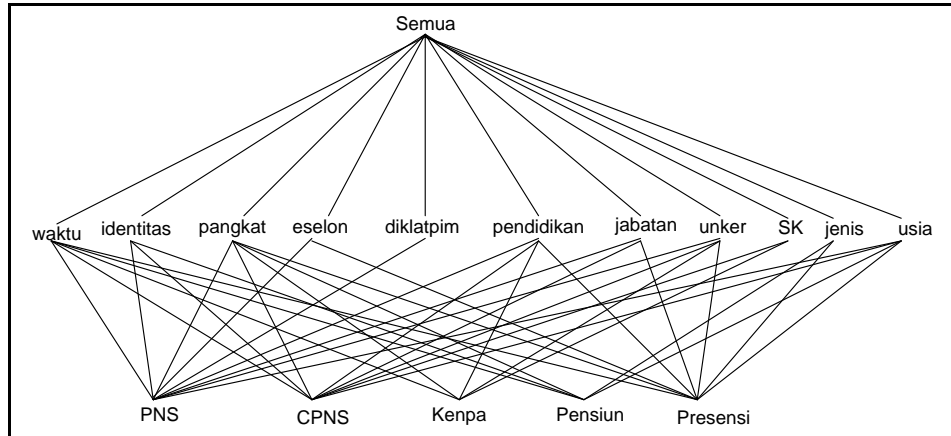 Semua
waktu identitas pangkat eselon diklatpim pendidikan jabatan unker SK jenis usia
PNS CPNS Kenpa Pensiun Presensi